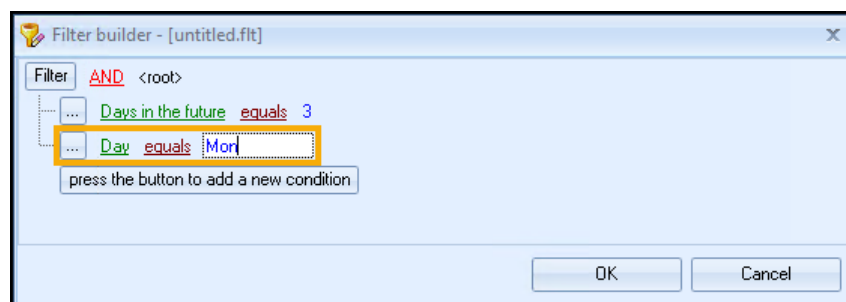 Filter builder - [untitled.flt]
Filter AND <root>
... Days in the future equals 3
... Day equals Mon
press the button to add a new condition
OK Cancel